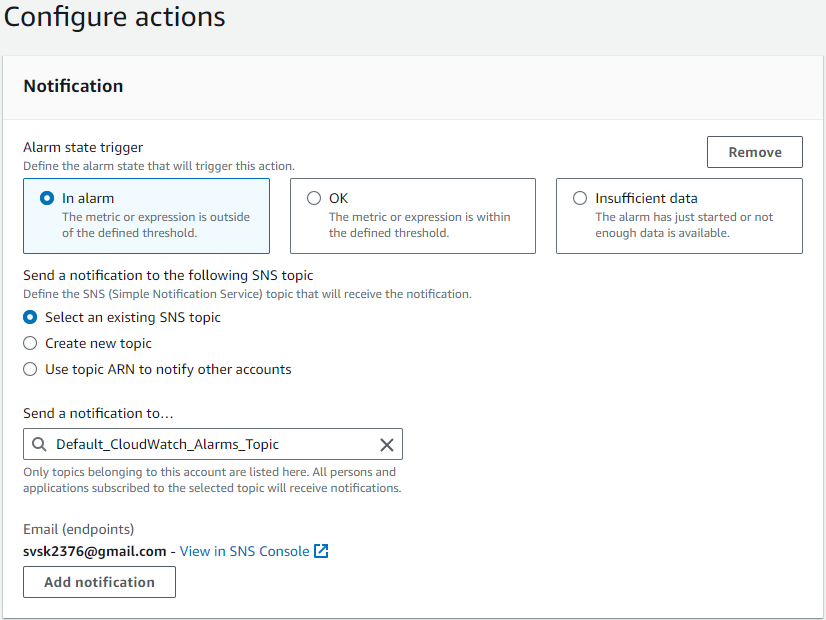 Configure actions
Notification
Alarm state trigger
Define the alarm state that will trigger this action.
Remove
In alarm
The metric or expression is outside
of the defined threshold.
OK
The metric or expression is within
the defined threshold.
Insufficient data
The alarm has just started or not
enough data is available.
Send a notification to the following SNS topic
Define the SNS (Simple Notification Service) topic that will receive the notification.
Select an existing SNS topic
Create new topic
Use topic ARN to notify other accounts
Send a notification to…
Default_CloudWatch_Alarms_Topic
Only topics belonging to this account are listed here. All persons and
applications subscribed to the selected topic will receive notifications.
Email (endpoints)
svsk2376@gmail.com - View in SNS Console
Add notification